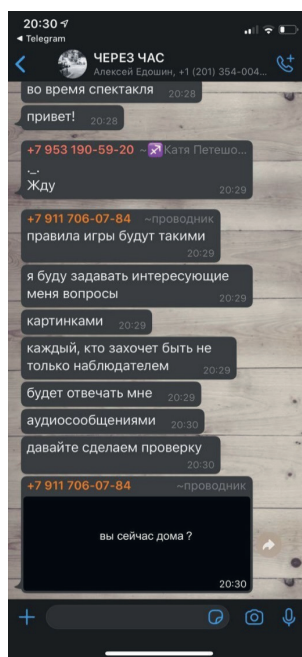 20:30
◀ Telegram
ЧЕРЕЗ ЧАС
Алексей Едошин, +1 (201) 354-004...
во время спектакля 20:28
привет! 20:28
+7 953 190-59-20 ~♐Катя Петешо...
._.
Жду
20:29
+7 911 706-07-84 ~проводник
правила игры будут такими
20:29
я буду задавать интересующие
меня вопросы 20:29
картинками 20:29
каждый, кто захочет быть не
только наблюдателем 20:29
будет отвечать мне 20:29
аудиосообщениями 20:30
давайте сделаем проверку
20:30
+7 911 706-07-84 ~проводник
вы сейчас дома ?
20:30